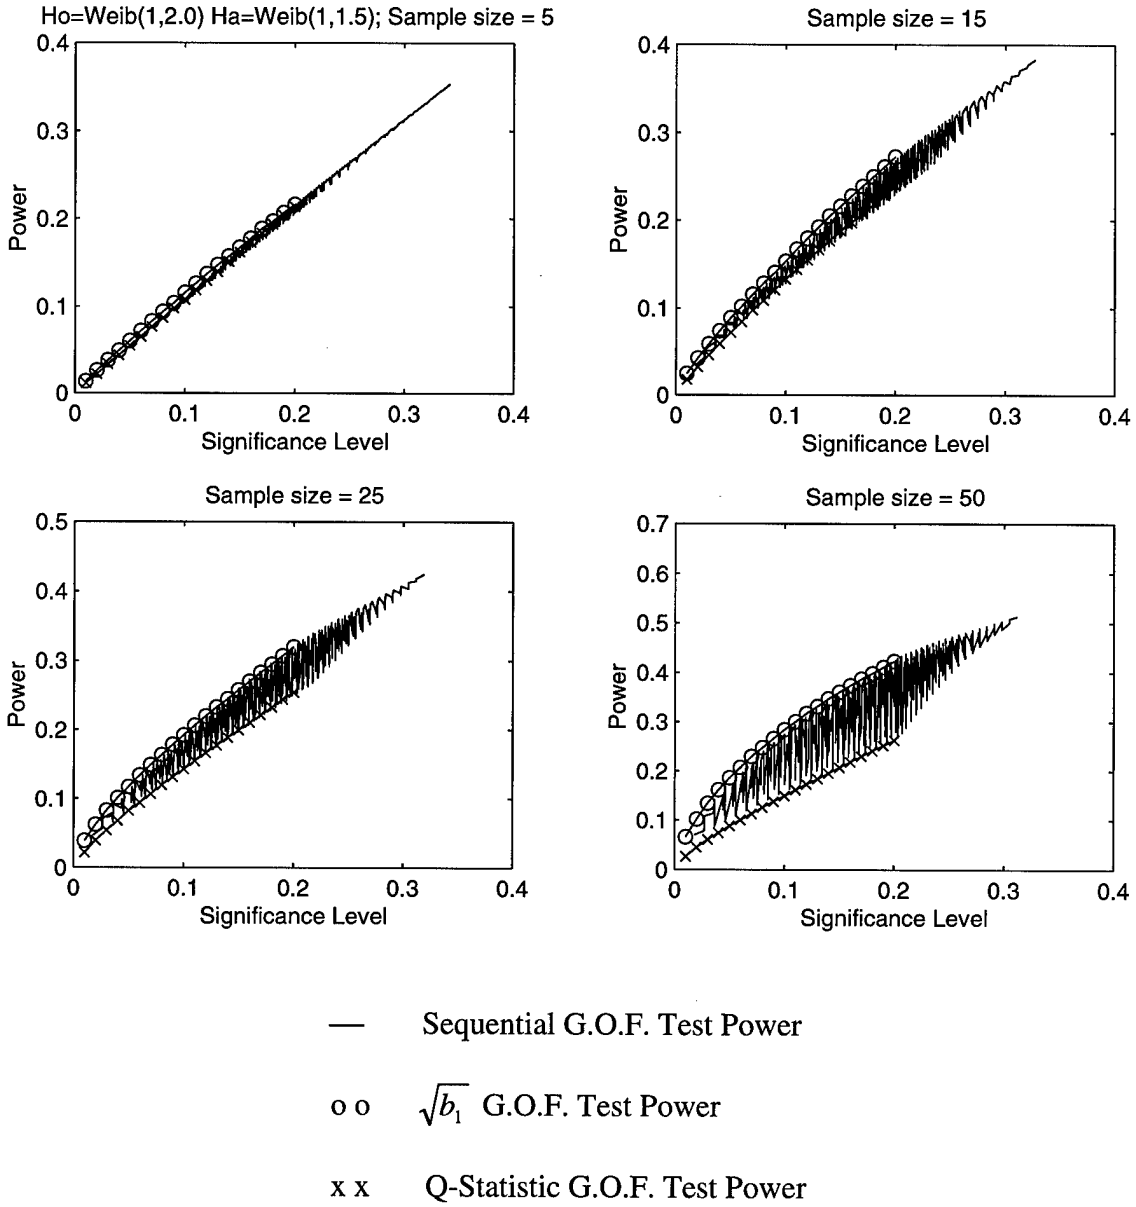 Ho=Weib(1,2.0) Ha=Weib(1,1.5); Sample size = 5
0.4
0.3
0.2
0.1
0
Power
0 0.1 0.2 0.3 0.4
Significance Level
Sample size = 15
0.4
0.3
0.2
0.1
0
Power
0 0.1 0.2 0.3 0.4
Significance Level
Sample size = 25
0.5
0.4
0.3
0.2
0.1
0
Power
0 0.1 0.2 0.3 0.4
Significance Level
Sample size = 50
0.7
0.6
0.5
0.4
0.3
0.2
0.1
0
Power
0 0.1 0.2 0.3 0.4
Significance Level
— Sequential G.O.F. Test Power
o o √b₁ G.O.F. Test Power
x x Q-Statistic G.O.F. Test Power